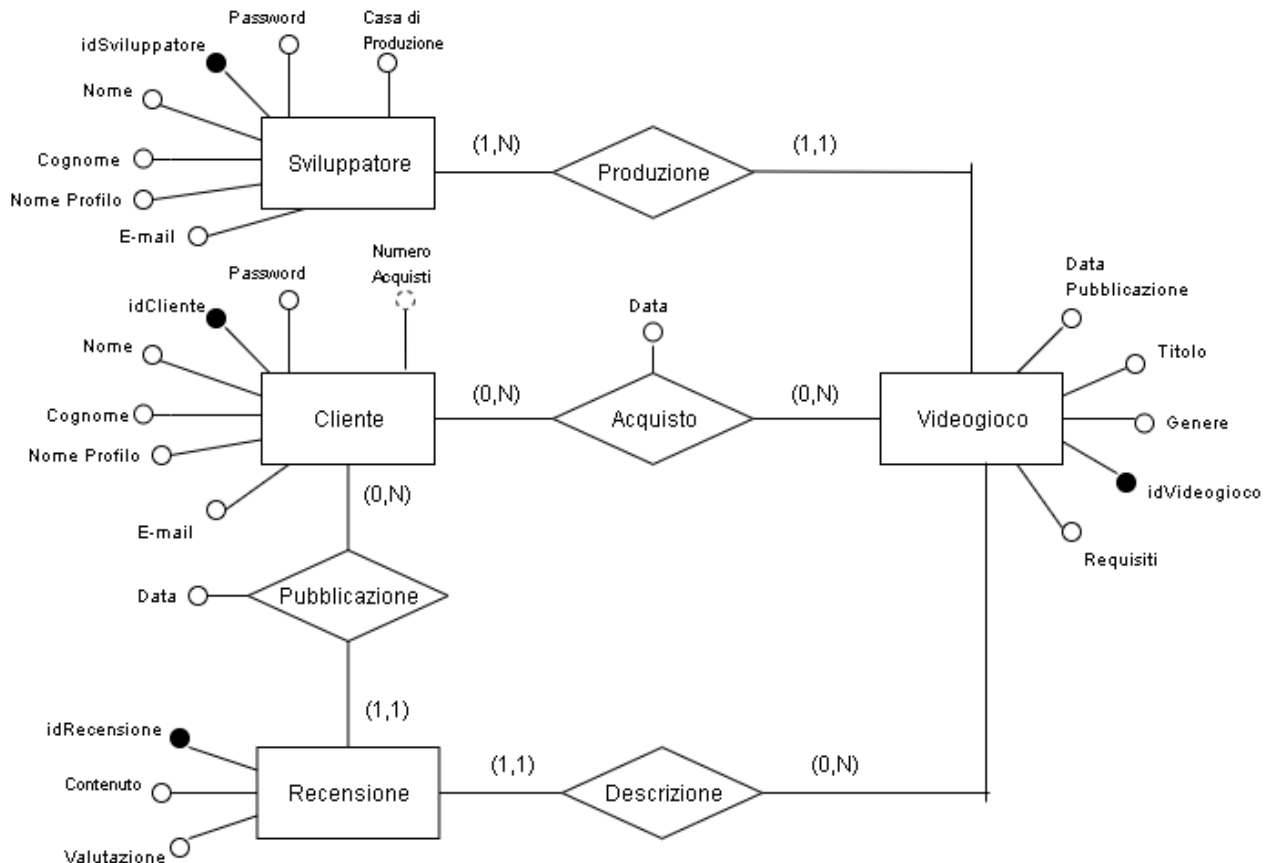 Password
Casa di
Produzione
idSviluppatore
Nome
Cognome
Nome Profilo
E-mail
Sviluppatore
(1,N)
Produzione
(1,1)
Password
Numero
Acquisti
idCliente
Nome
Cognome
Nome Profilo
E-mail
Cliente
(0,N)
Data
Acquisto
(0,N)
Videogioco
Data
Pubblicazione
Titolo
Genere
idVideogioco
Requisiti
(0,N)
Data
Pubblicazione
(1,1)
idRecensione
Contenuto
Valutazione
Recensione
(1,1)
Descrizione
(0,N)